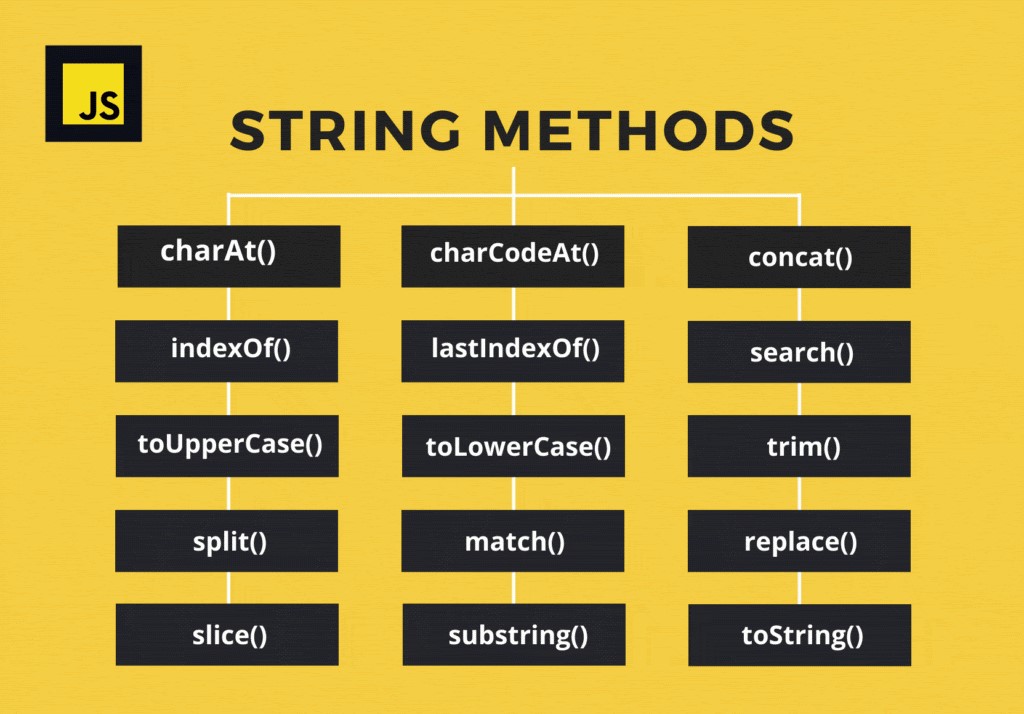 JS
STRING METHODS
charAt()
charCodeAt()
concat()
indexOf()
lastIndexOf()
search()
toUpperCase()
toLowerCase()
trim()
split()
match()
replace()
slice()
substring()
toString()